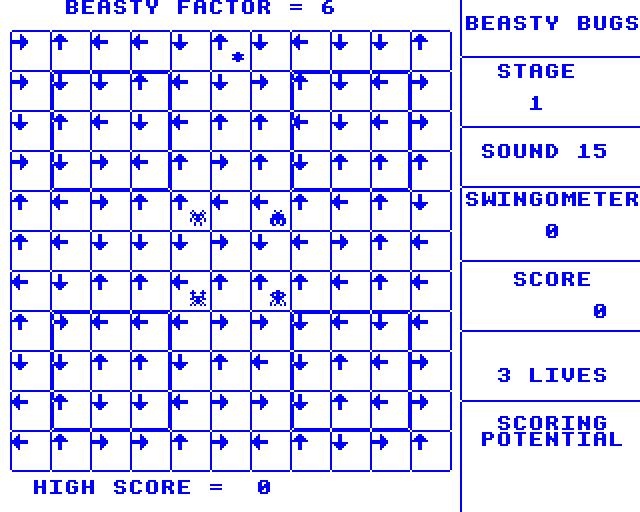 BEASTY FACTOR = 6
BEASTY BUGS
STAGE
1
SOUND 15
SWINGOMETER
0
SCORE
0
3 LIVES
SCORING
POTENTIAL
HIGH SCORE = 0